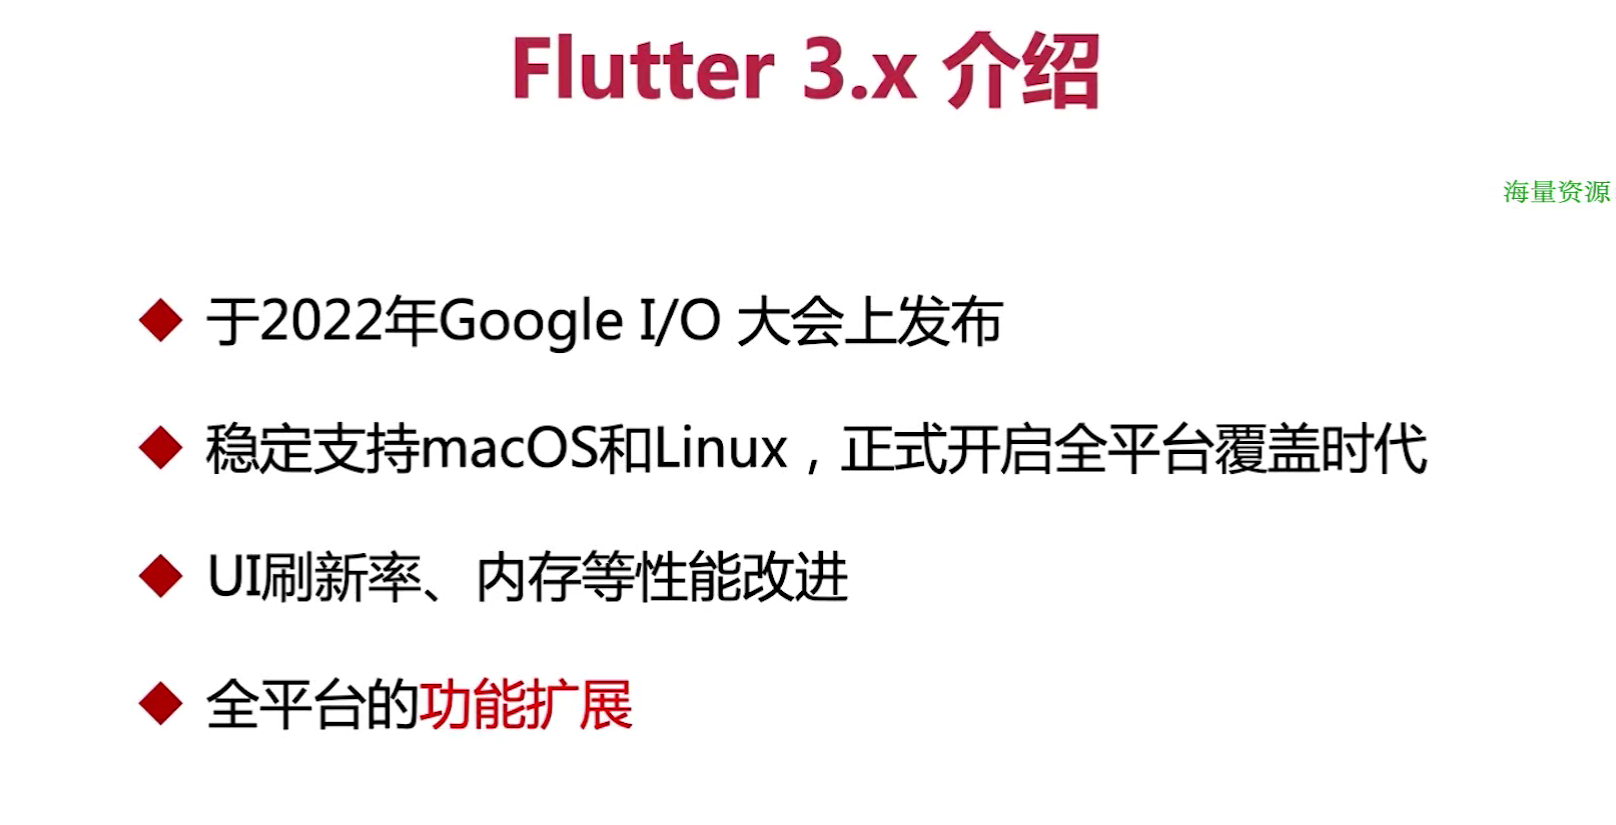 Flutter 3.x 介绍
海量资源
于2022年Google I/O 大会上发布
稳定支持macOS和Linux，正式开启全平台覆盖时代
UI刷新率、内存等性能改进
全平台的功能扩展